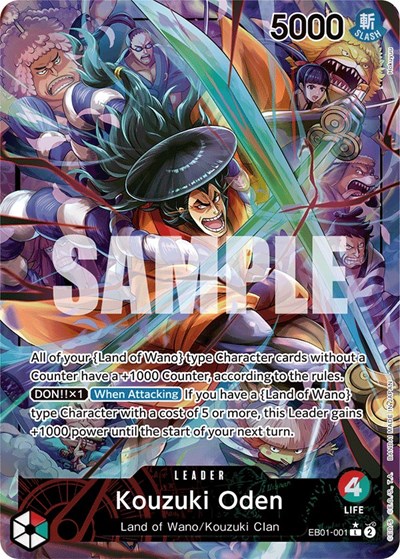 5000
斬
SLASH
SAMPLE
All of your {Land of Wano} type Character cards without a
Counter have a +1000 Counter, according to the rules.
DON!!×1 When Attacking If you have a {Land of Wano}
type Character with a cost of 5 or more, this Leader gains
+1000 power until the start of your next turn.
LEADER
Kouzuki Oden
Land of Wano/Kouzuki Clan
4
LIFE
EB01-001 L 2